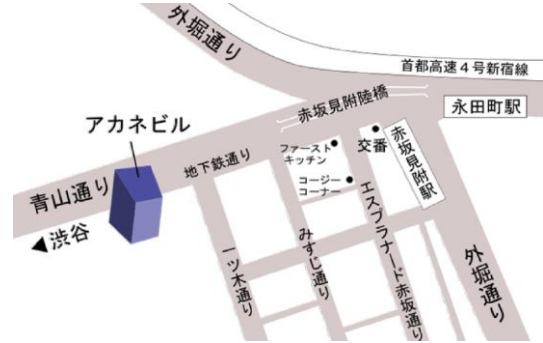 外堀通り
首都高速4号新宿線
赤坂見附陸橋
永田町駅
アカネビル
ファースト
キッチン
交番
赤坂見附駅
地下鉄通り
コージー
コーナー
青山通り
渋谷
一ツ木通り
みすじ通り
エスプラナード赤坂通り
外堀通り